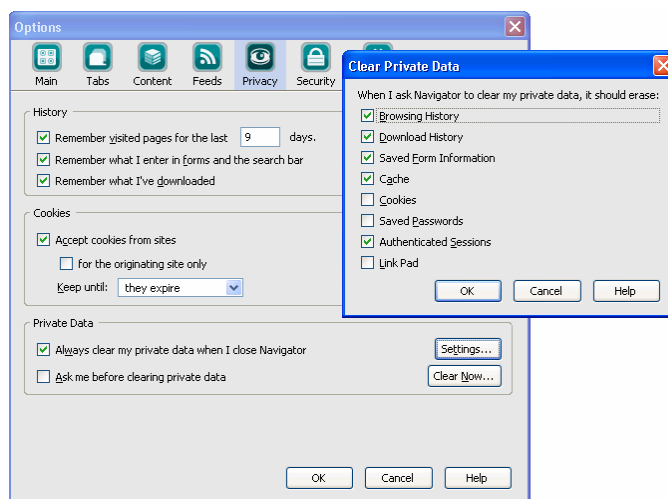 Options
Main
Tabs
Content
Feeds
Privacy
Security
History
Remember visited pages for the last 9 days.
Remember what I enter in forms and the search bar
Remember what I've downloaded
Cookies
Accept cookies from sites
for the originating site only
Keep until: they expire
Private Data
Always clear my private data when I close Navigator
Settings...
Ask me before clearing private data
Clear Now...
OK
Cancel
Help
Clear Private Data
When I ask Navigator to clear my private data, it should erase:
Browsing History
Download History
Saved Form Information
Cache
Cookies
Saved Passwords
Authenticated Sessions
Link Pad
OK
Cancel
Help